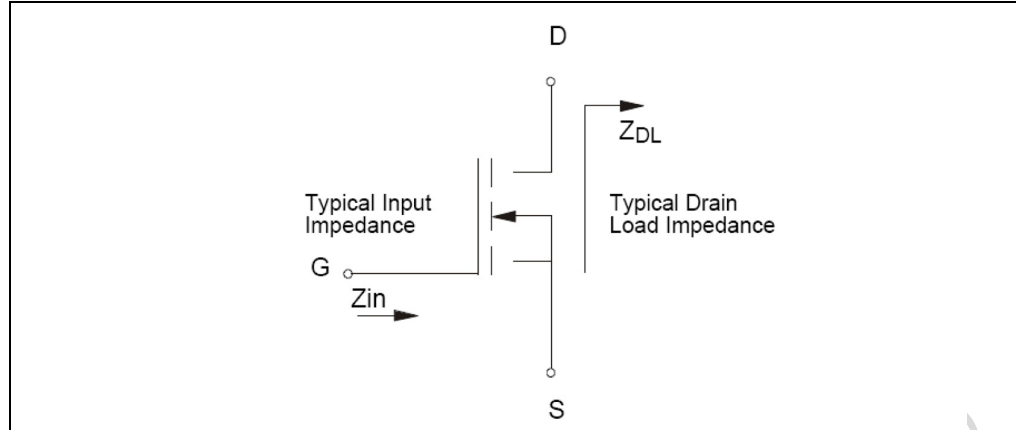 D
ZDL
Typical Input
Impedance
Typical Drain
Load Impedance
G
Zin
S